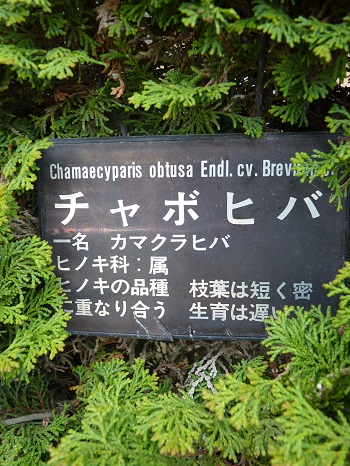 Chamaecyparis obtusa Endl. cv.
チャボヒバ
一名 カマクラヒバ
ヒノキ科:属
ヒノキの品種 枝葉は短く密
重なり合う 生育は遅い